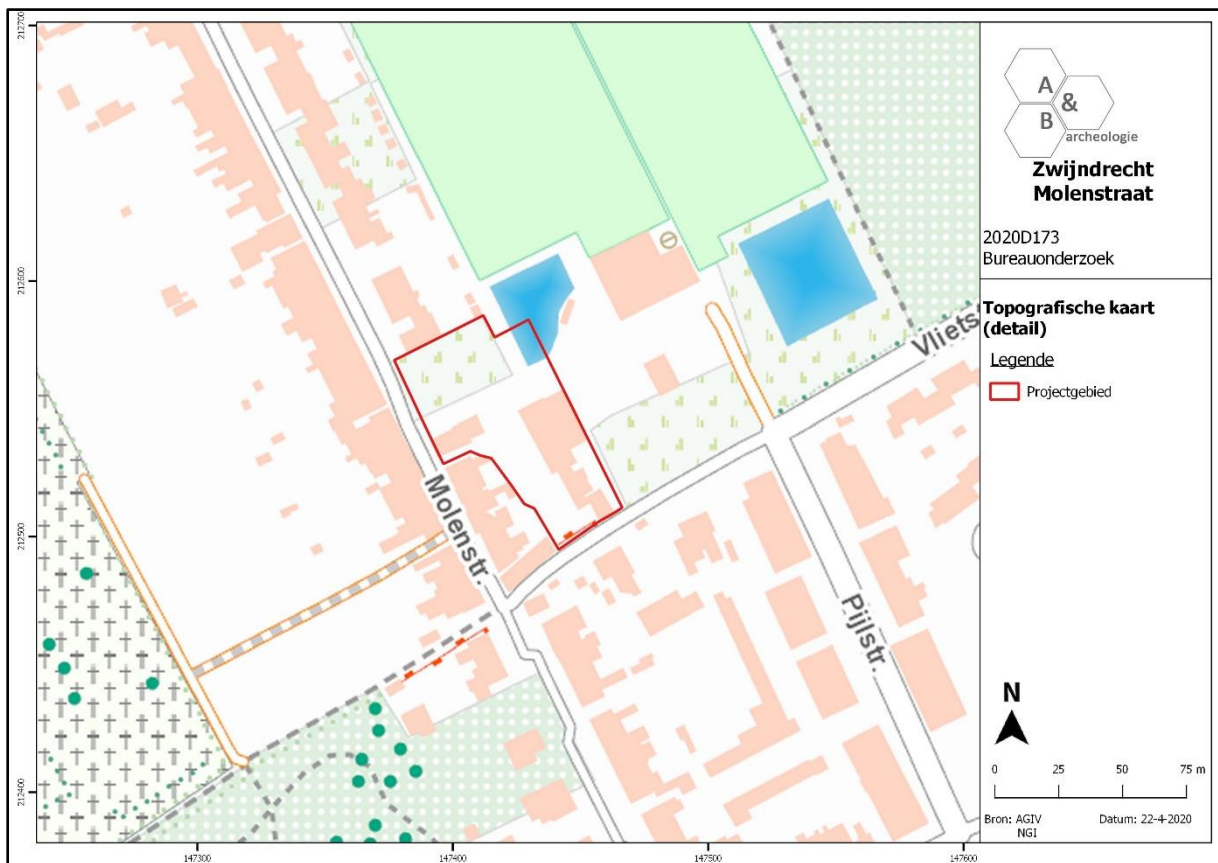 212700
212600
212500
212400
147300
147400
147500
147600
Molenstr.
Vliets
Pijlstr.
A
&
B
archeologie
Zwijndrecht
Molenstraat
2020D173
Bureauonderzoek
Topografische kaart
(detail)
Legende
Projectgebied
N
0 25 50 75 m
Bron: AGIV Datum: 22-4-2020
NGI